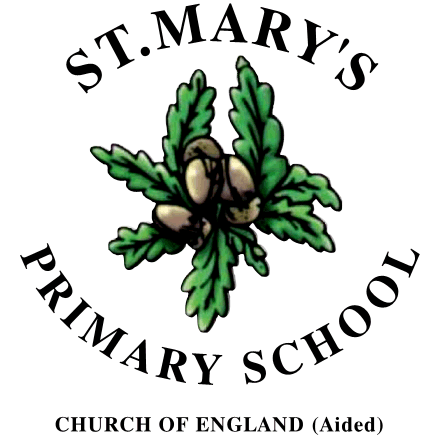 ST.MARY'S
PRIMARY SCHOOL
CHURCH OF ENGLAND (Aided)